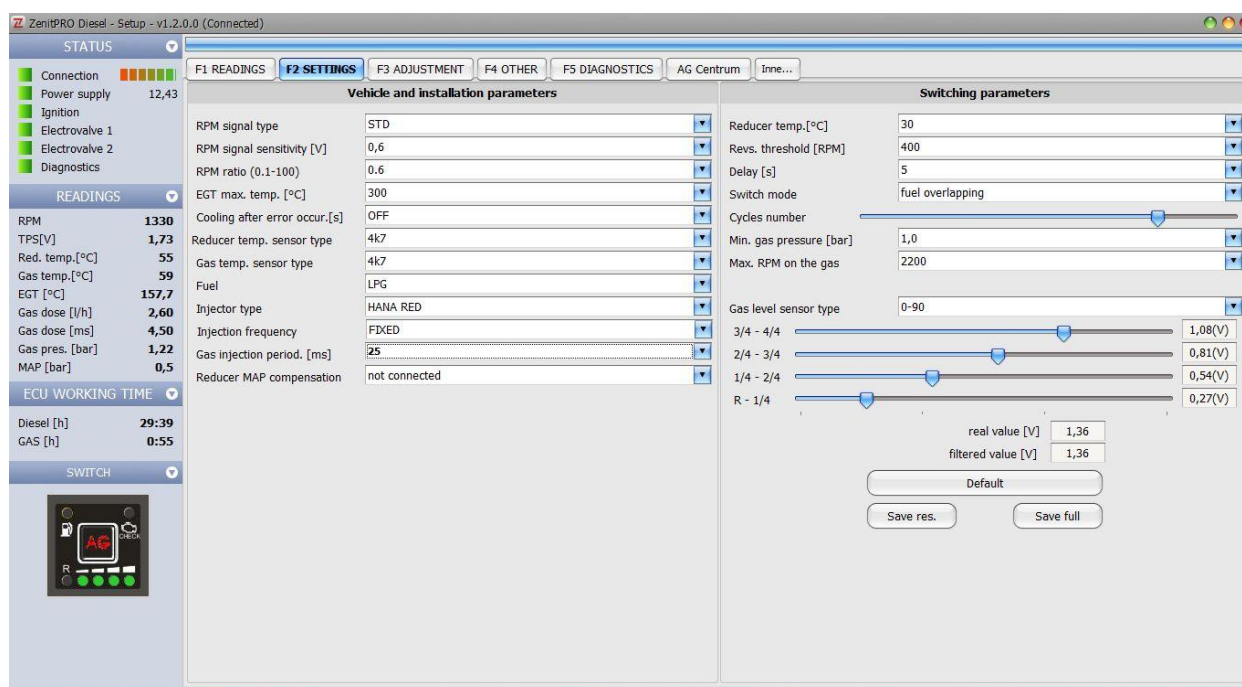 ZenitPRO Diesel - Setup - v1.2.0.0 (Connected)
STATUS
Connection
Power supply 12,43
Ignition
Electrovalve 1
Electrovalve 2
Diagnostics
READINGS
RPM 1330
TPS[V] 1,73
Red. temp.[°C] 55
Gas temp.[°C] 59
EGT [°C] 157,7
Gas dose [l/h] 2,60
Gas dose [ms] 4,50
Gas pres. [bar] 1,22
MAP [bar] 0,5
ECU WORKING TIME
Diesel [h] 29:39
GAS [h] 0:55
SWITCH
AG
CHECK
R
F1 READINGS F2 SETTINGS F3 ADJUSTMENT F4 OTHER F5 DIAGNOSTICS AG Centrum Inne...
Vehicle and installation parameters
RPM signal type STD
RPM signal sensitivity [V] 0,6
RPM ratio (0.1-100) 0.6
EGT max. temp. [°C] 300
Cooling after error occur.[s] OFF
Reducer temp. sensor type 4k7
Gas temp. sensor type 4k7
Fuel LPG
Injector type HANA RED
Injection frequency FIXED
Gas injection period. [ms] 25
Reducer MAP compensation not connected
Switching parameters
Reducer temp.[°C] 30
Revs. threshold [RPM] 400
Delay [s] 5
Switch mode fuel overlapping
Cycles number
Min. gas pressure [bar] 1,0
Max. RPM on the gas 2200
Gas level sensor type 0-90
3/4 - 4/4 1,08(V)
2/4 - 3/4 0,81(V)
1/4 - 2/4 0,54(V)
R - 1/4 0,27(V)
real value [V] 1,36
filtered value [V] 1,36
Default
Save res. Save full